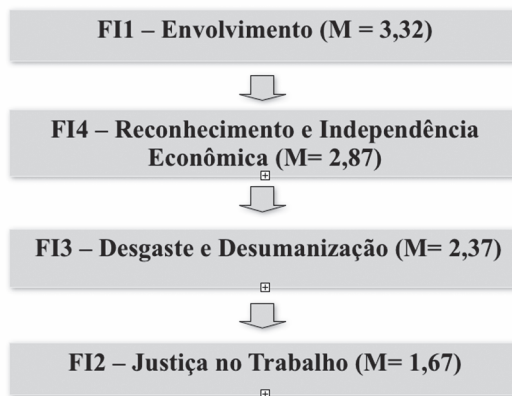 FI1 – Envolvimento (M = 3,32)
FI4 – Reconhecimento e Independência
Econômica (M= 2,87)
FI3 – Desgaste e Desumanização (M= 2,37)
FI2 – Justiça no Trabalho (M= 1,67)